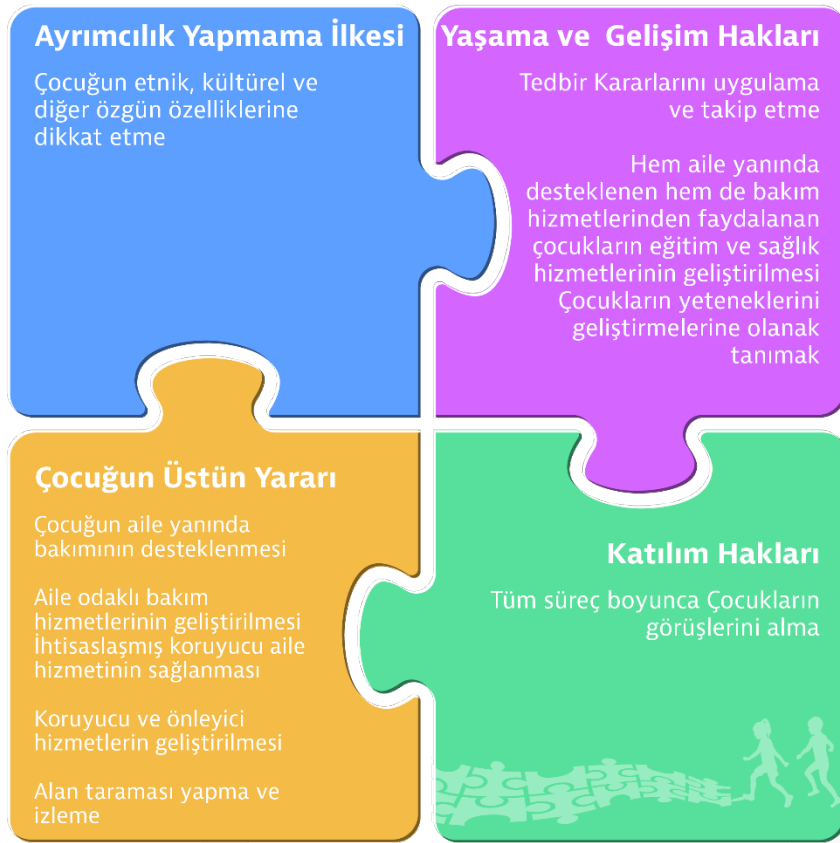 Ayrımcılık Yapmama İlkesi
Çocuğun etnik, kültürel ve
diğer özgün özelliklerine
dikkat etme
Yaşama ve Gelişim Hakları
Tedbir Kararlarını uygulama
ve takip etme
Hem aile yanında
desteklenen hem de bakım
hizmetlerinden faydalanan
çocukların eğitim ve sağlık
hizmetlerinin geliştirilmesi
Çocukların yeteneklerini
geliştirmelerine olanak
tanımak
Çocuğun Üstün Yararı
Çocuğun aile yanında
bakımının desteklenmesi
Aile odaklı bakım
hizmetlerinin geliştirilmesi
İhtisaslaşmış koruyucu aile
hizmetinin sağlanması
Koruyucu ve önleyici
hizmetlerin geliştirilmesi
Alan taraması yapma ve
izleme
Katılım Hakları
Tüm süreç boyunca Çocukların
görüşlerini alma